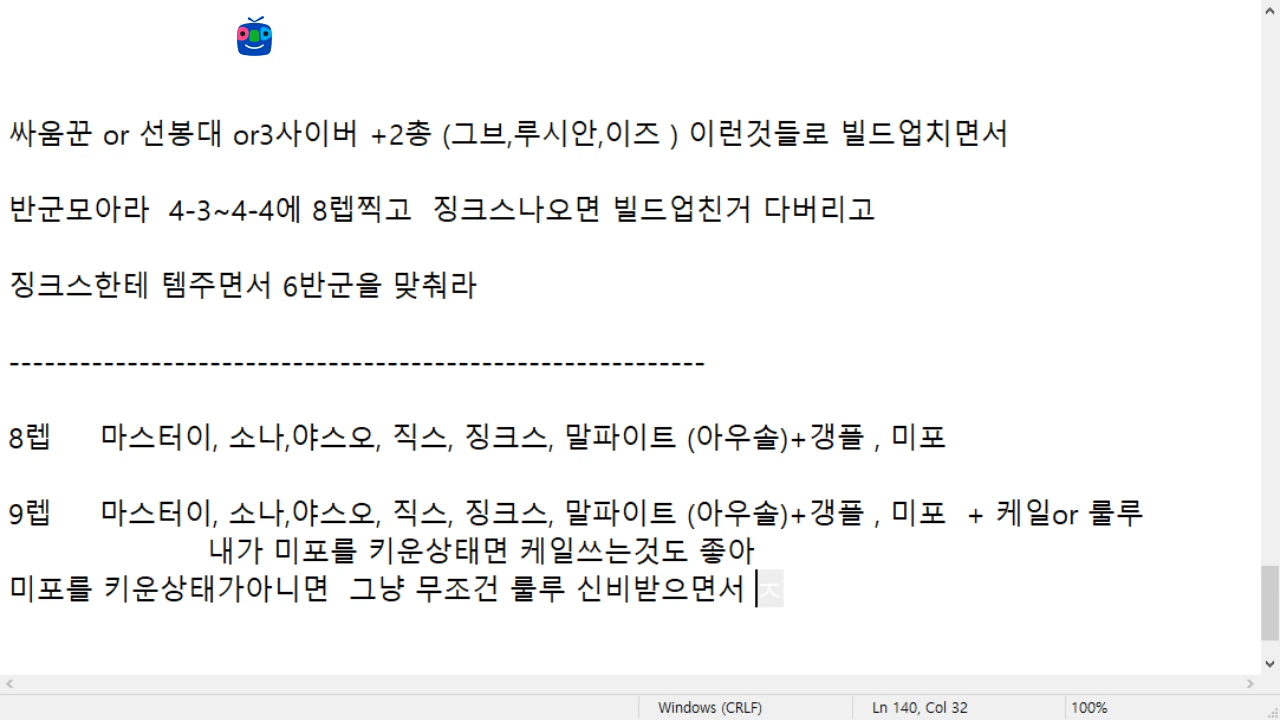 싸움꾼 or 선봉대 or3사이버 +2총 (그브,루시안,이즈 ) 이런것들로 빌드업치면서
반군모아라  4-3~4-4에 8렙찍고  징크스나오면 빌드업친거 다버리고
징크스한테 템주면서 6반군을 맞춰라
-----------------------------------------------------------
8렙     마스터이, 소나,야스오, 직스, 징크스, 말파이트 (아우솔)+갱플 , 미포
9렙     마스터이, 소나,야스오, 직스, 징크스, 말파이트 (아우솔)+갱플 , 미포  + 케일or 룰루
내가 미포를 키운상태면 케일쓰는것도 좋아
미포를 키운상태가아니면  그냥 무조건 룰루 신비받으면서 ㅈ
Windows (CRLF) Ln 140, Col 32 100%